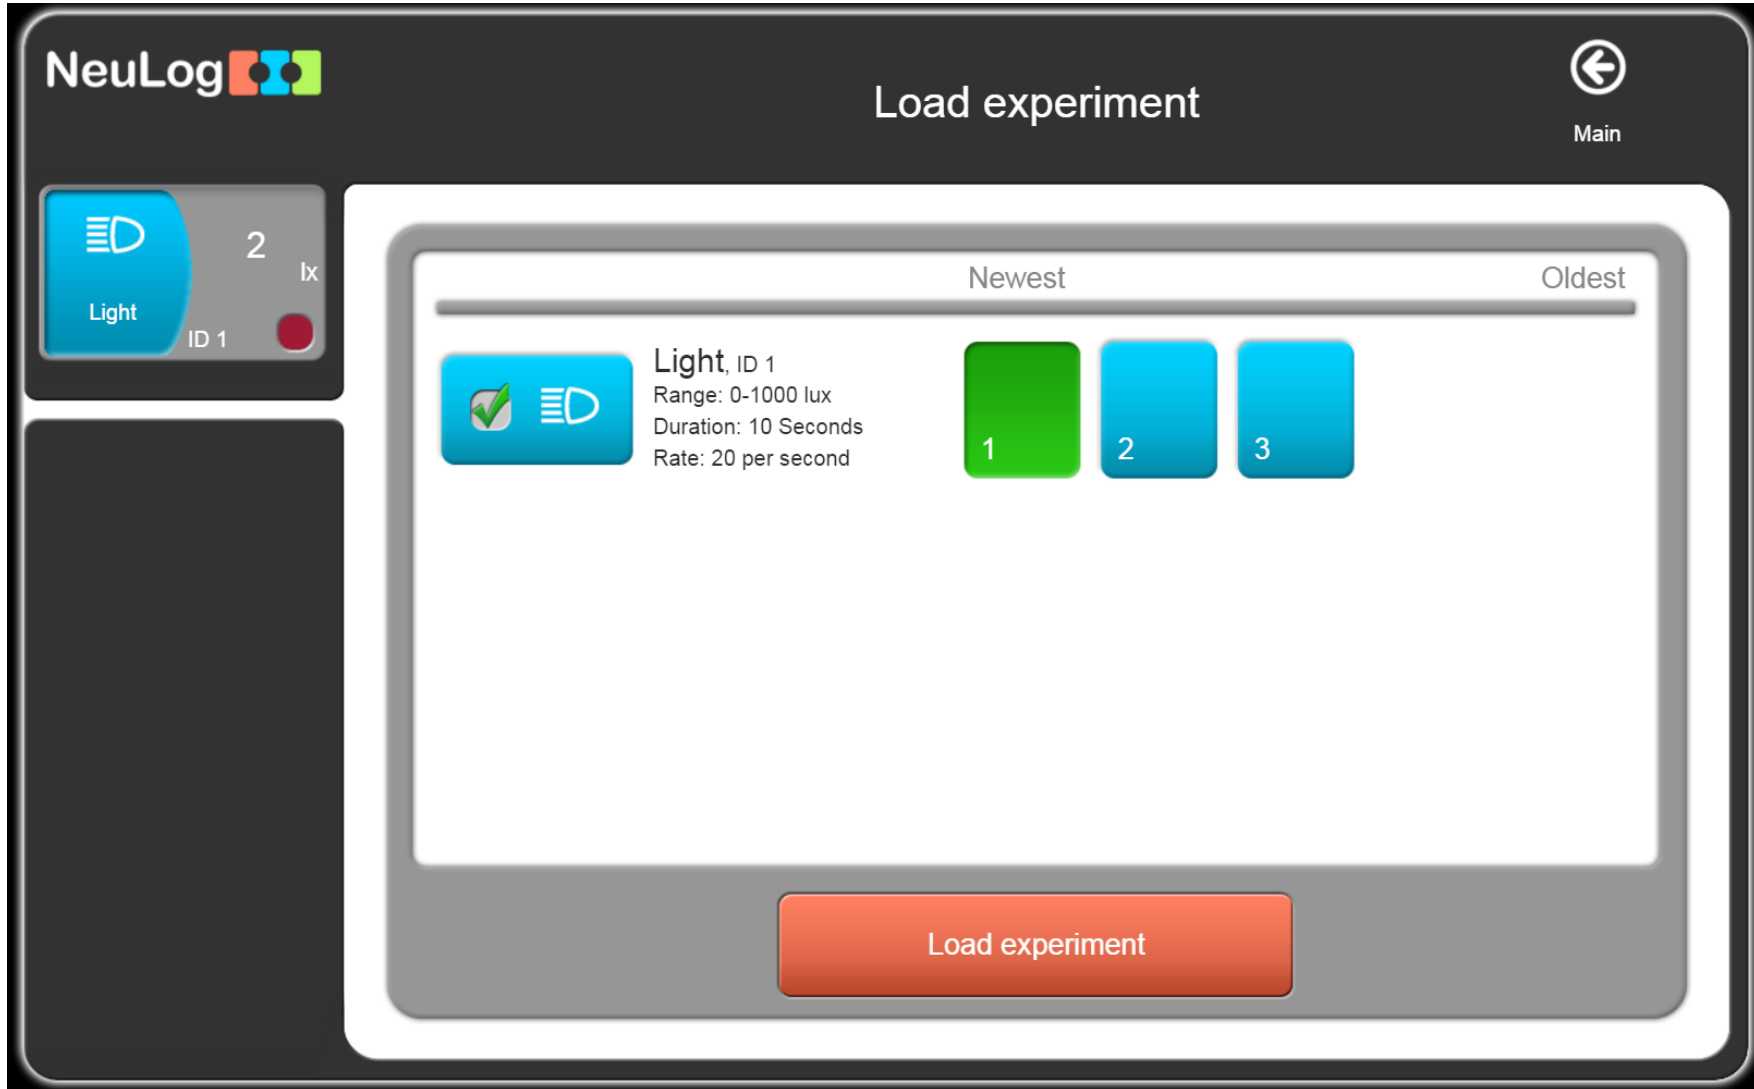 NeuLog
Load experiment
Main
2
lx
Light
ID 1
Newest
Oldest
Light, ID 1
Range: 0-1000 lux
Duration: 10 Seconds
Rate: 20 per second
1
2
3
Load experiment